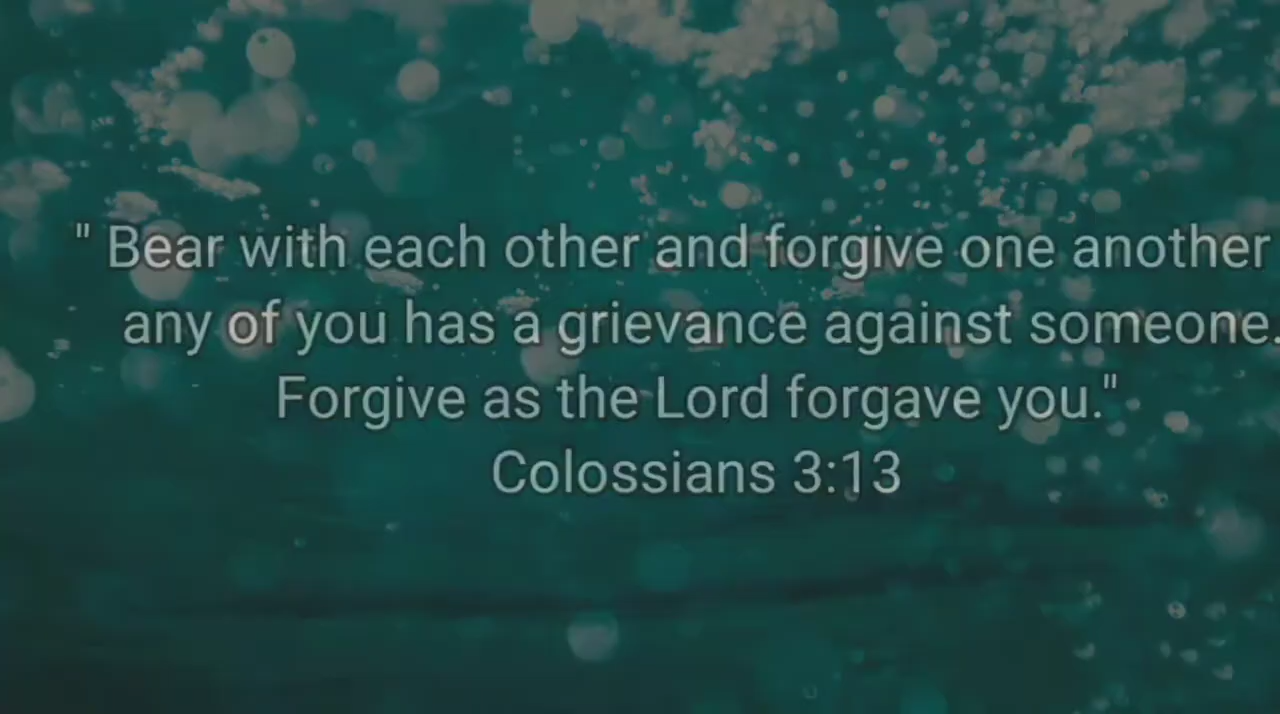 " Bear with each other and forgive one another
any of you has a grievance against someone.
Forgive as the Lord forgave you."
Colossians 3:13